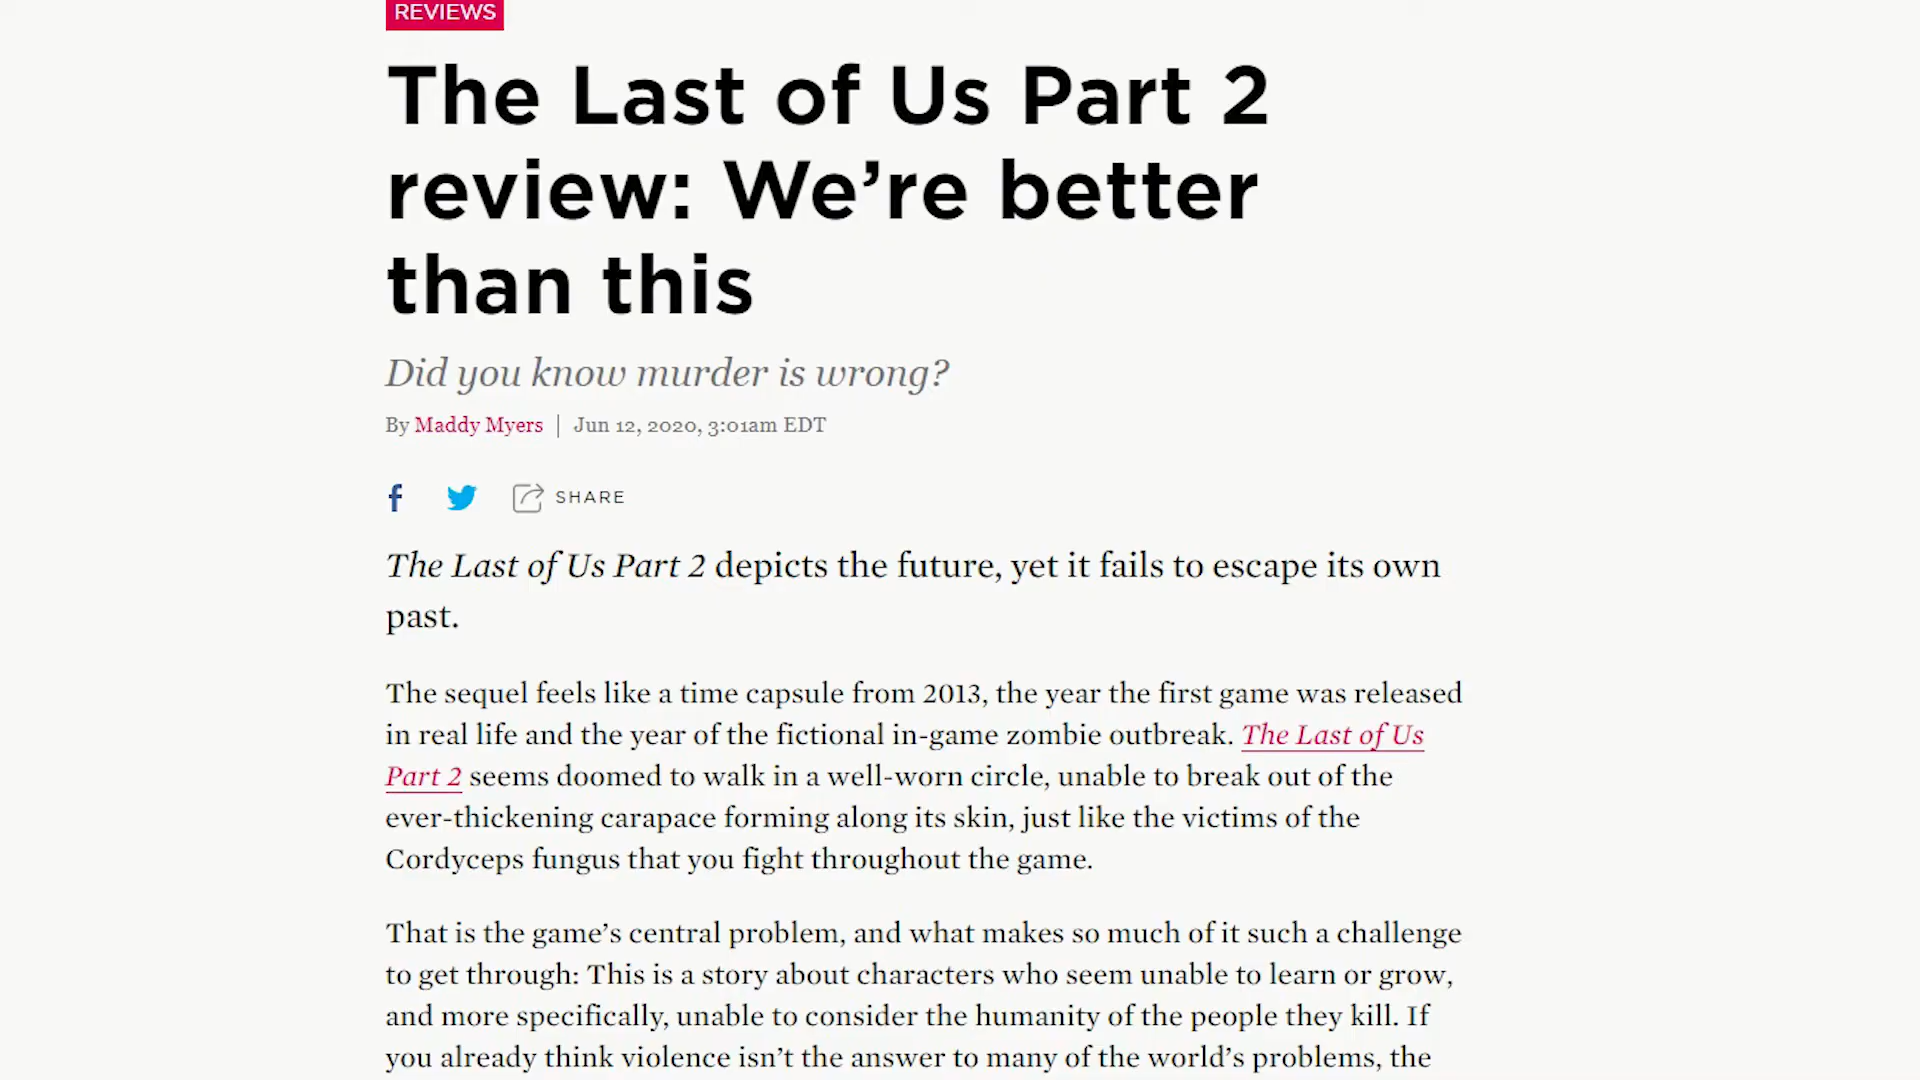 REVIEWS
The Last of Us Part 2
review: We’re better
than this
Did you know murder is wrong?
By Maddy Myers | Jun 12, 2020, 3:01am EDT
SHARE
The Last of Us Part 2 depicts the future, yet it fails to escape its own
past.
The sequel feels like a time capsule from 2013, the year the first game was released
in real life and the year of the fictional in-game zombie outbreak. The Last of Us
Part 2 seems doomed to walk in a well-worn circle, unable to break out of the
ever-thickening carapace forming along its skin, just like the victims of the
Cordyceps fungus that you fight throughout the game.
That is the game’s central problem, and what makes so much of it such a challenge
to get through: This is a story about characters who seem unable to learn or grow,
and more specifically, unable to consider the humanity of the people they kill. If
you already think violence isn’t the answer to many of the world’s problems, the